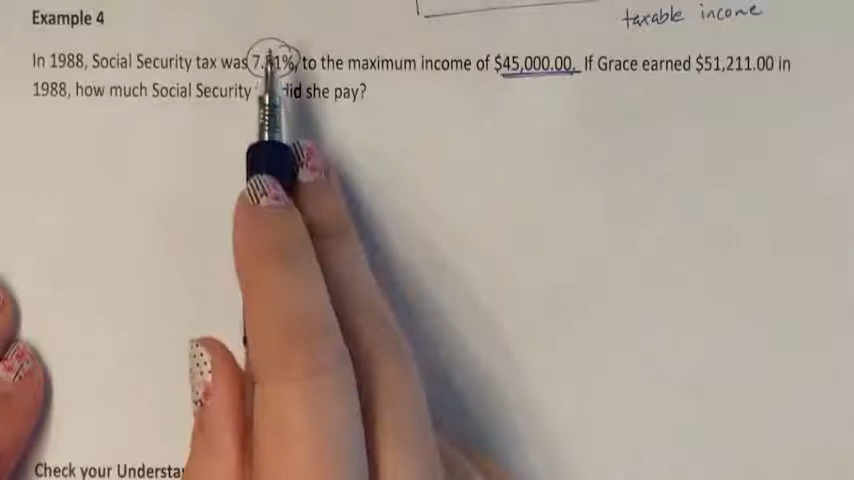 taxable income
Example 4
In 1988, Social Security tax was 7. 1%, to the maximum income of $45,000.00. If Grace earned $51,211.00 in
1988, how much Social Security did she pay?
Check your